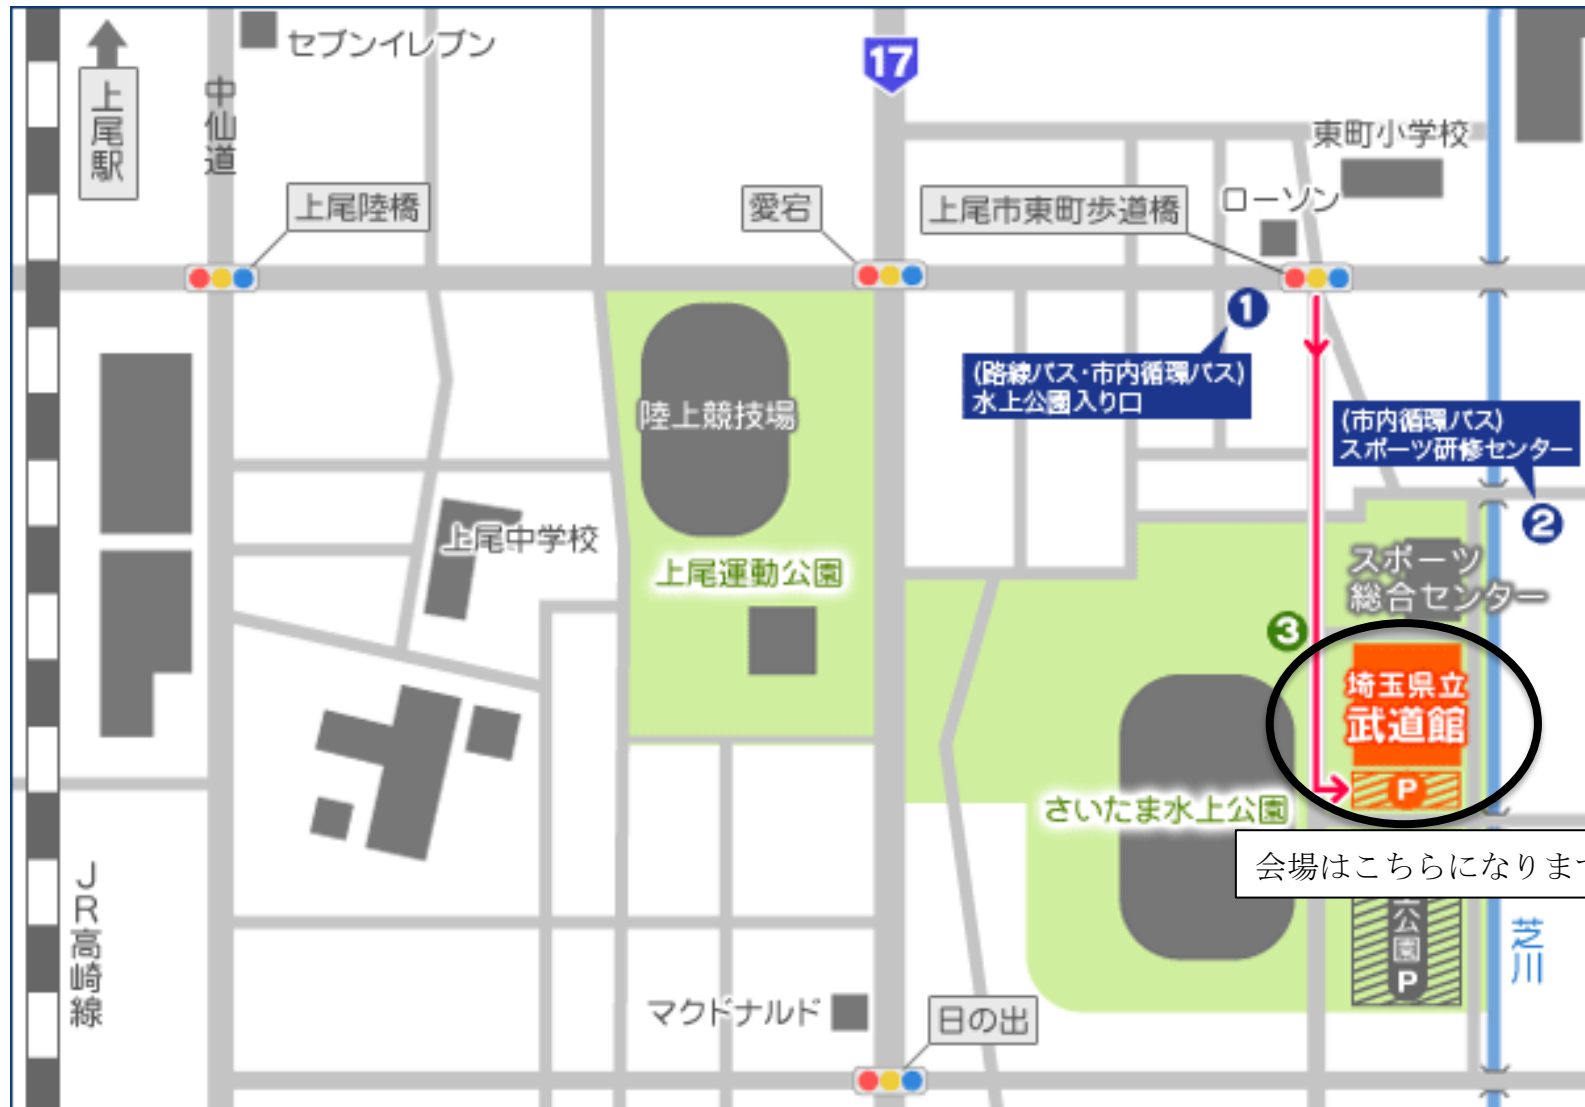 セブンイレブン
17
上尾駅
中仙道
東町小学校
ローソン
上尾陸橋
愛宕
上尾市東町歩道橋
1
(路線バス・市内循環バス)
水上公園入り口
(市内循環バス)
スポーツ研修センター
2
陸上競技場
上尾中学校
上尾運動公園
スポーツ
総合センター
3
埼玉県立
武道館
P
さいたま水上公園
会場はこちらになりま
公園
P
芝川
JR高崎線
マクドナルド
日の出